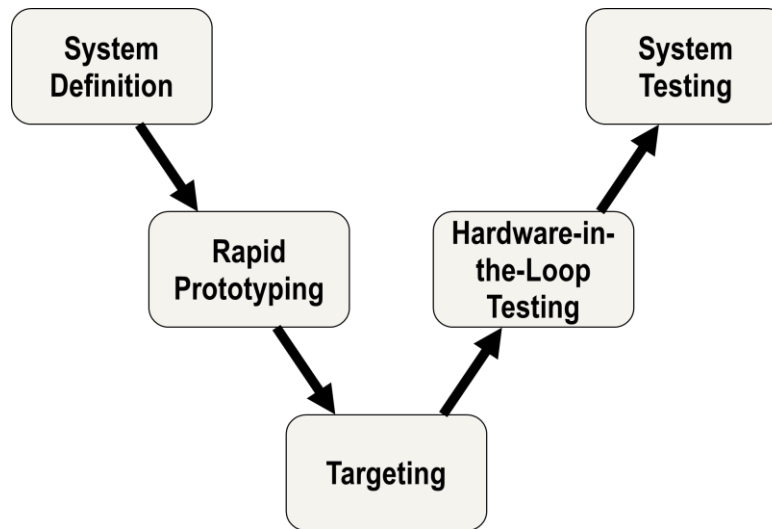 System
Definition
System
Testing
Rapid
Prototyping
Hardware-in-
the-Loop
Testing
Targeting